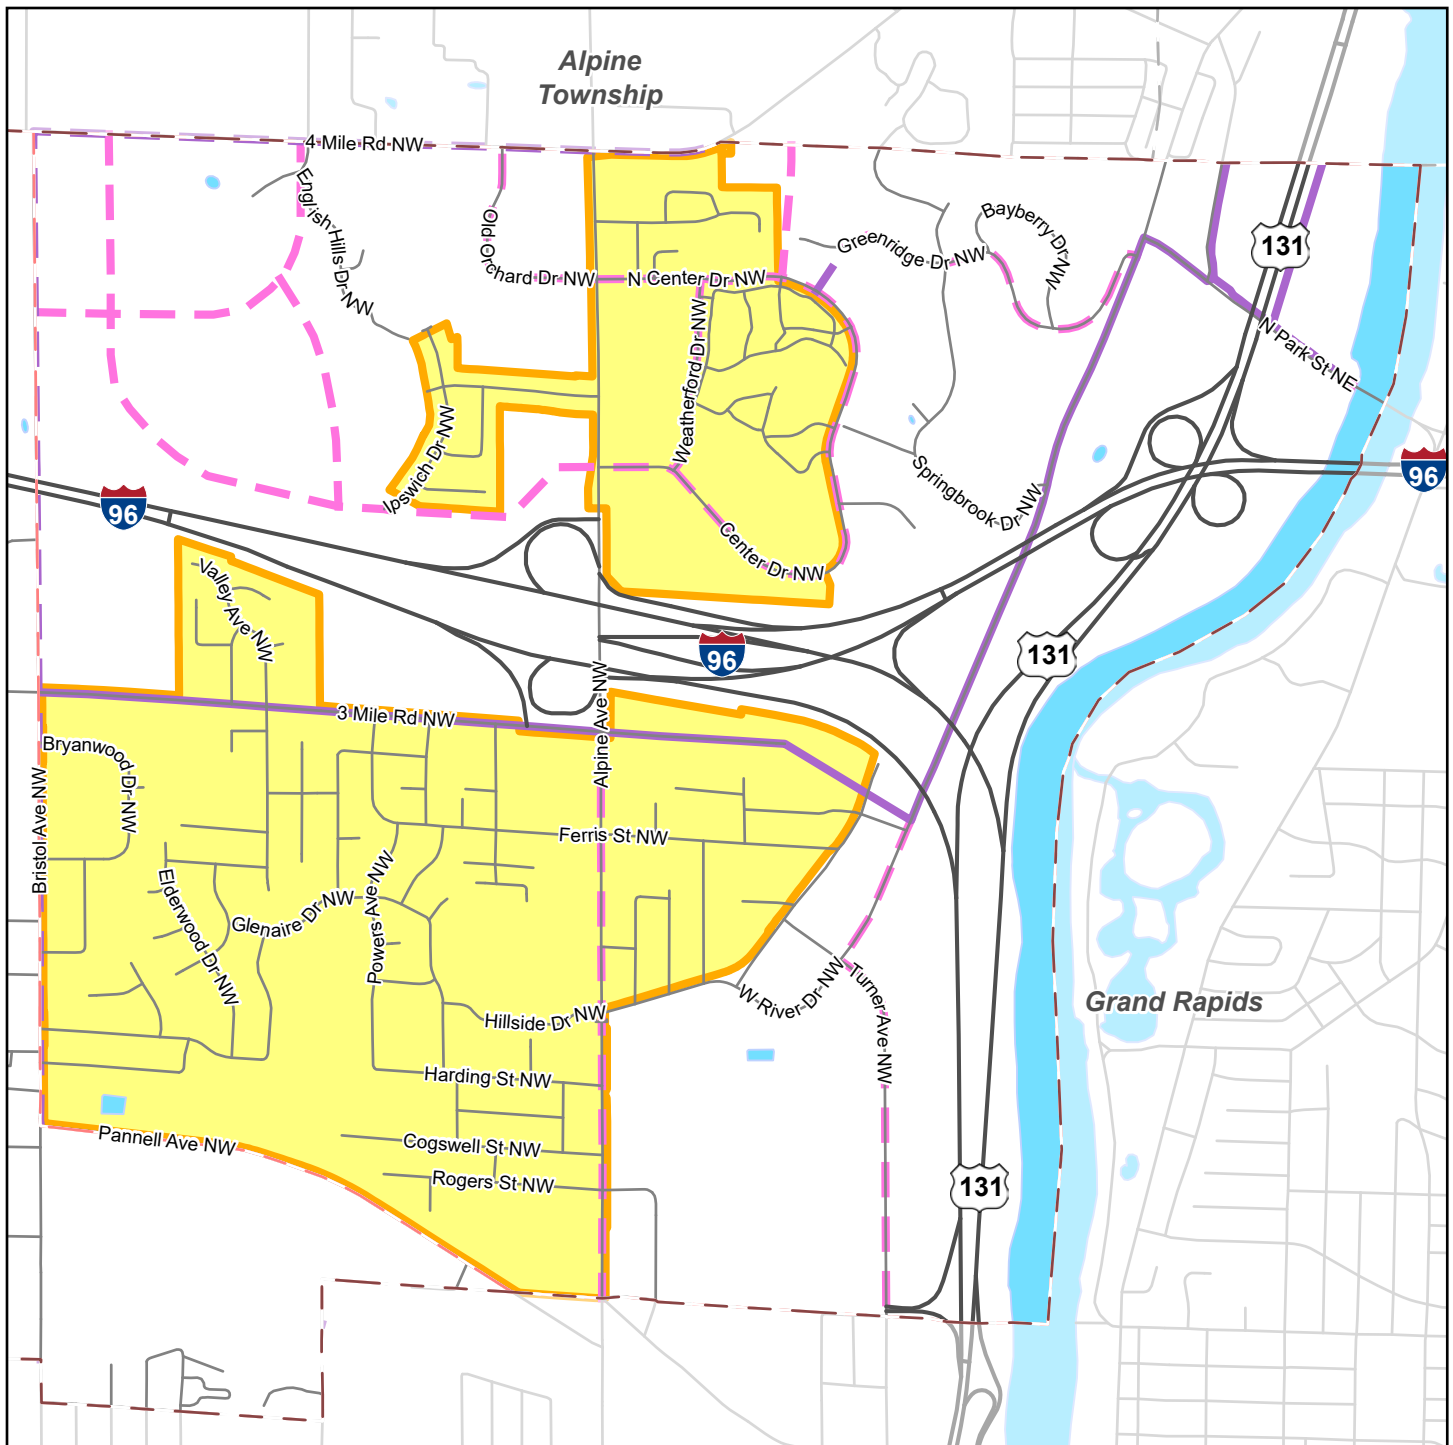 Alpine
Township
4 Mile Rd NW
English Hills Dr NW
Old Orchard Dr NW
N Center Dr NW
Greenridge Dr NW
Bayberry Dr NW
131
N Park St NE
Weatherford Dr NW
Ipswich Dr NW
Springbrook Dr NW
96
96
Center Dr NW
Valley Ave NW
96
131
3 Mile Rd NW
Alpine Ave NW
Bryanwood Dr NW
Bristol Ave NW
Ferris St NW
Elderwood Dr NW
Glenaire Dr NW
Powers Ave NW
W River Dr NW
Turner Ave NW
Grand Rapids
Hillside Dr NW
Harding St NW
Pannell Ave NW
Cogswell St NW
Rogers St NW
131